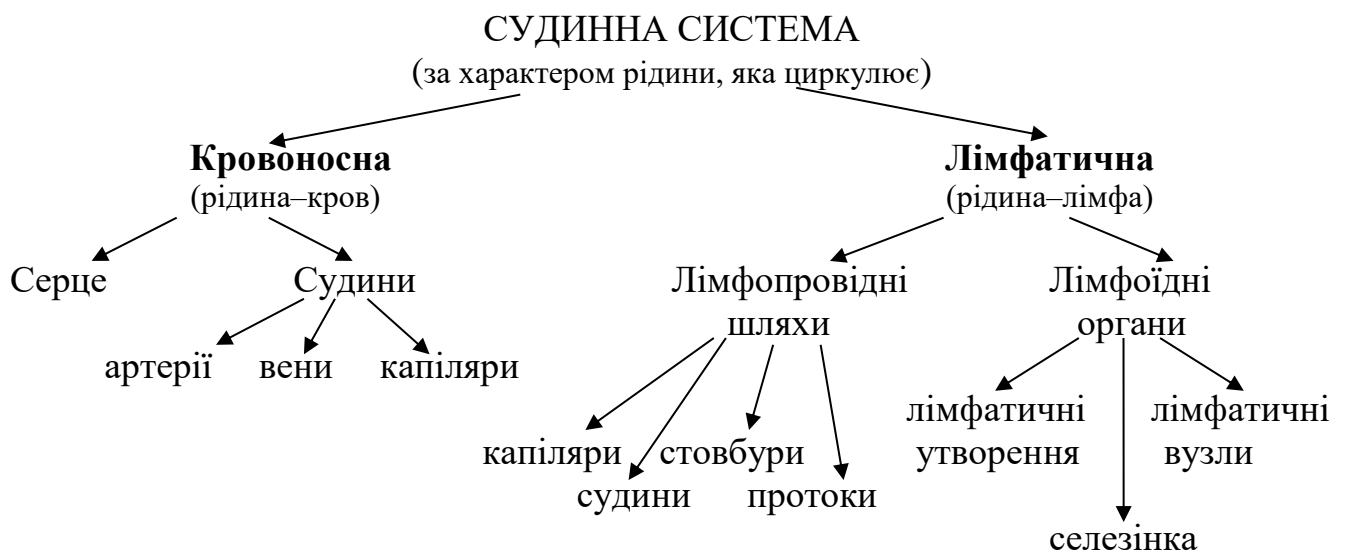 СУДИННА СИСТЕМА
(за характером рідини, яка циркулює)
Кровоносна
(рідина–кров)
Серце
Судини
артерії вени капіляри
Лімфатична
(рідина–лімфа)
Лімфопровідні
шляхи
капіляри стовбури
судини протоки
Лімфоїдні
органи
лімфатичні
утворення
лімфатичні
вузли
селезінка